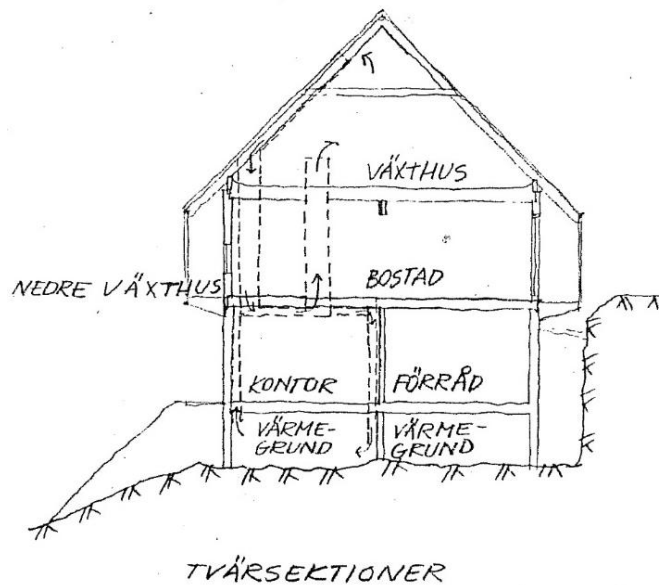 VÄXTHUS
NEDRE VÄXTHUS
BOSTAD
KONTOR
FÖRRÅD
VÄRME-
GRUND
VÄRME-
GRUND
TVÄRSEKTIONER